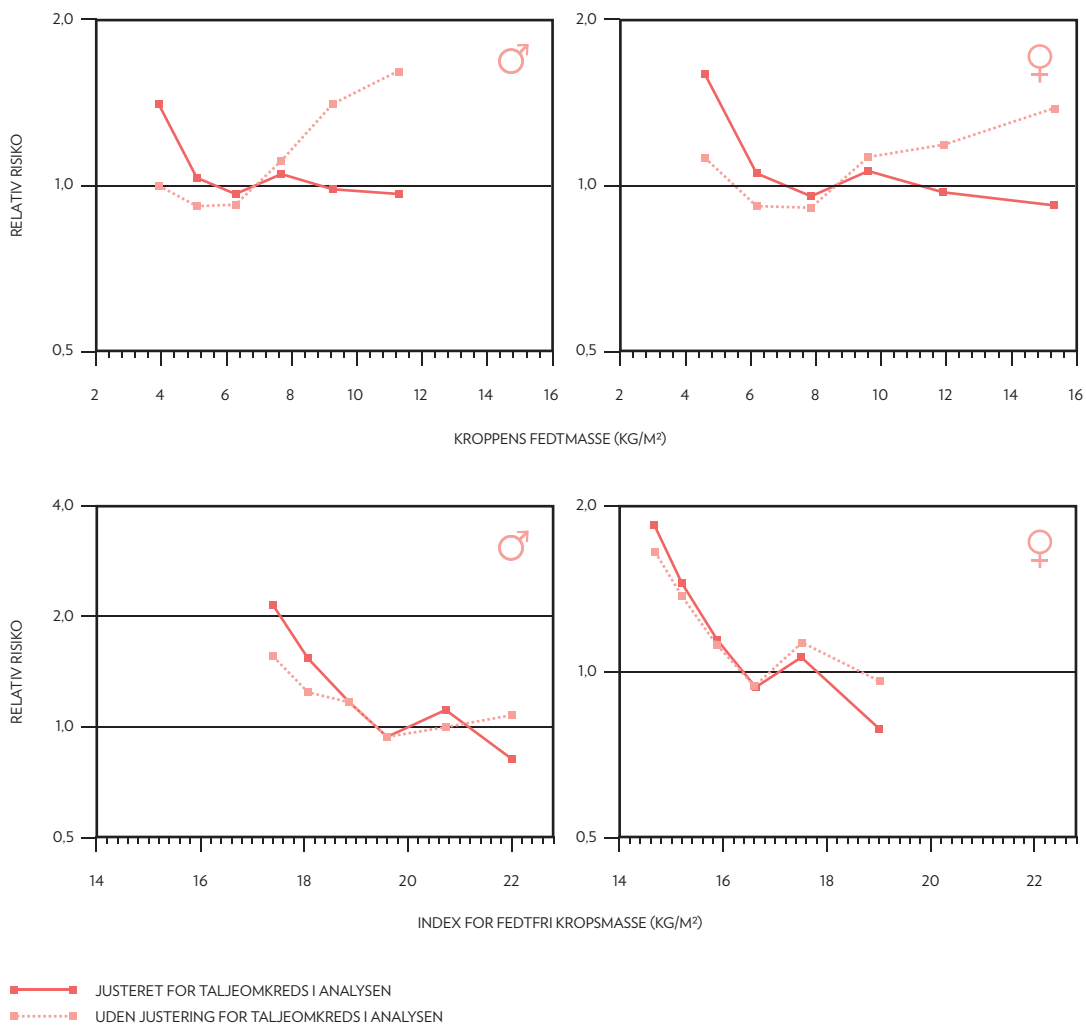 2,0
2,0
♂
♀
RELATIV RISIKO
1,0
1,0
0,5
0,5
2 4 6 8 10 12 14 16
2 4 6 8 10 12 14 16
KROPPENS FEDTMASSE (KG/M²)
4,0
2,0
♂
♀
2,0
RELATIV RISIKO
1,0
1,0
0,5
0,5
14 16 18 20 22
14 16 18 20 22
INDEX FOR FEDTFRI KROPSMASSE (KG/M²)
JUSTERET FOR TALJEOMKREDS I ANALYSEN
UDEN JUSTERING FOR TALJEOMKREDS I ANALYSEN